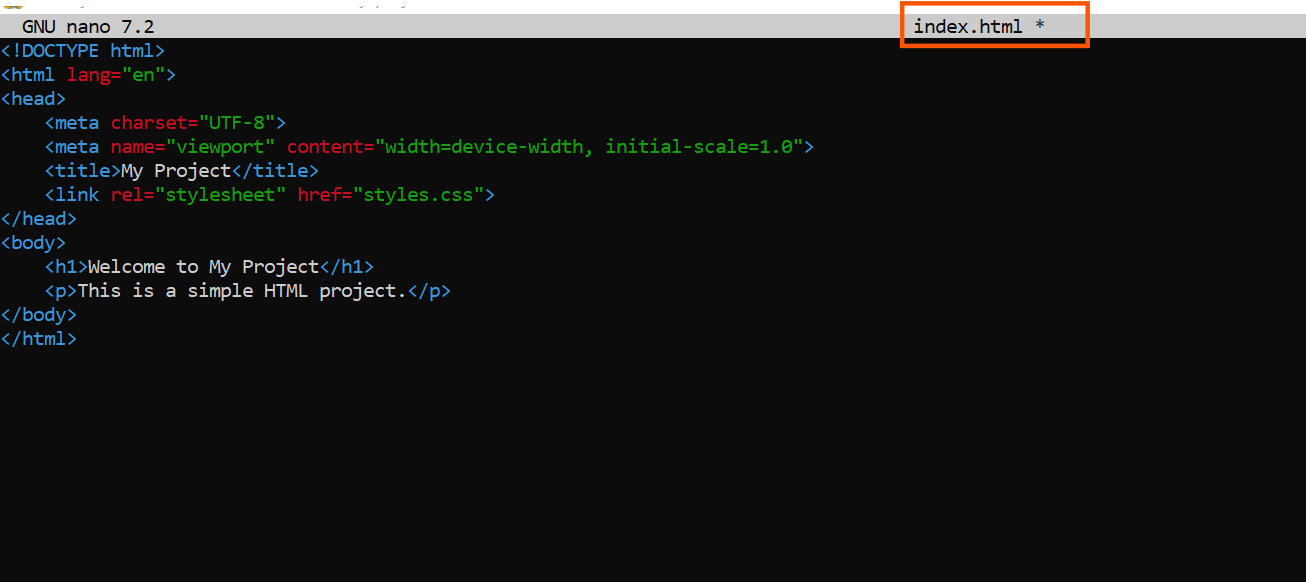 GNU nano 7.2 index.html *
<!DOCTYPE html>
<html lang="en">
<head>
    <meta charset="UTF-8">
    <meta name="viewport" content="width=device-width, initial-scale=1.0">
    <title>My Project</title>
    <link rel="stylesheet" href="styles.css">
</head>
<body>
    <h1>Welcome to My Project</h1>
    <p>This is a simple HTML project.</p>
</body>
</html>